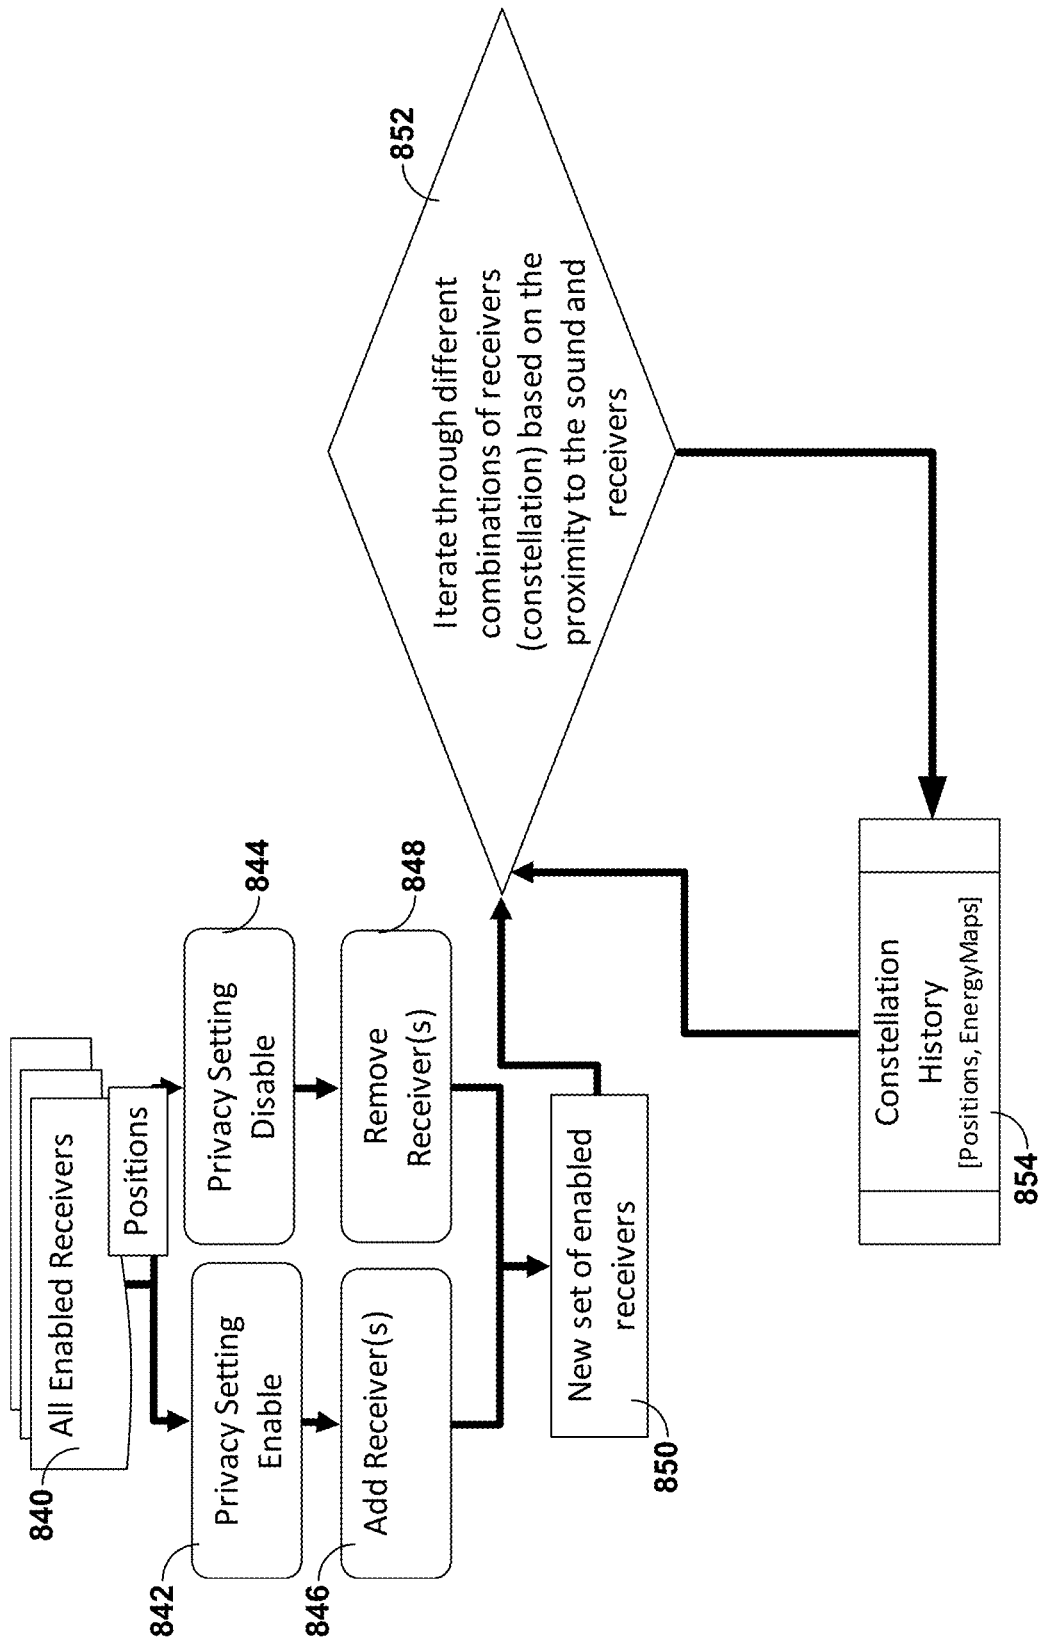 840
All Enabled Receivers
Positions
842
Privacy Setting
Enable
844
Privacy Setting
Disable
846
Add Receiver(s)
848
Remove
Receiver(s)
850
New set of enabled
receivers
852
Iterate through different
combinations of receivers
(constellation) based on the
proximity to the sound and
receivers
854
Constellation
History
[Positions, EnergyMaps]